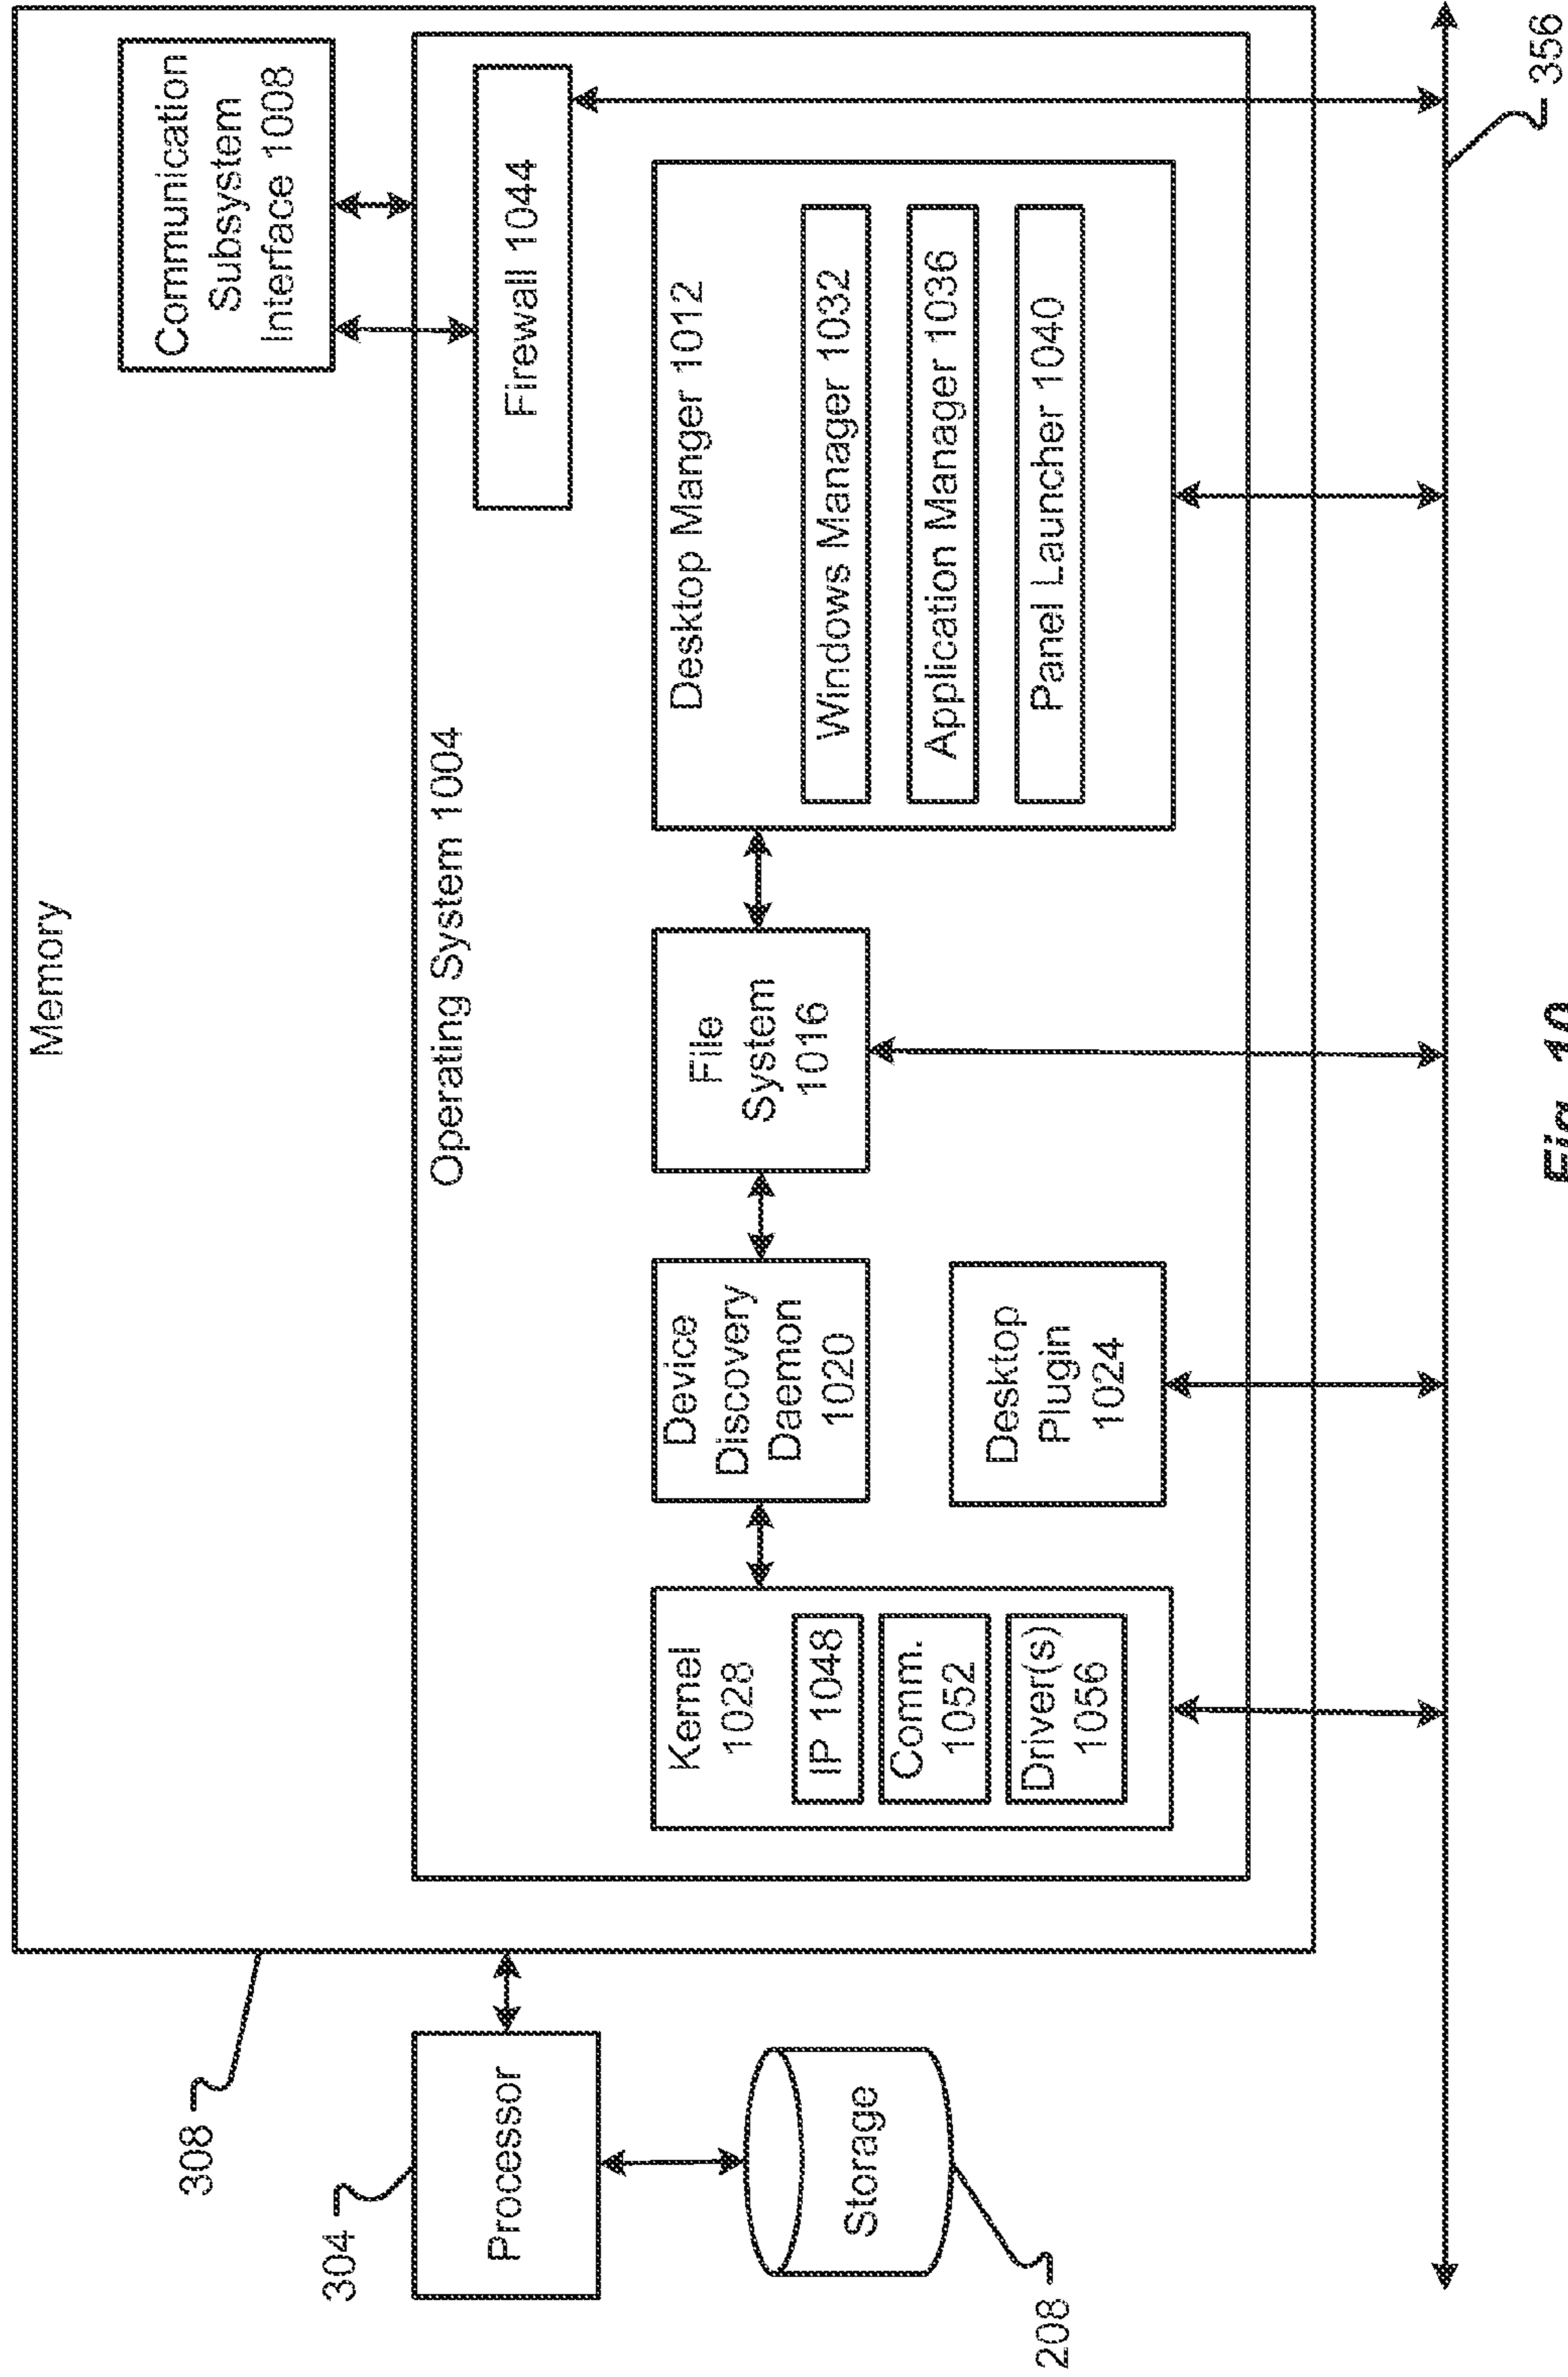 Memory
308
304
Processor
Storage
208
Communication
Subsystem
Interface 1008
Operating System 1004
Firewall 1044
Kernel
1028
IP 1048
Comm.
1052
Driver(s)
1056
Device
Discovery
Daemon
1020
Desktop
Plugin
1024
File
System
1016
Desktop Manger 1012
Windows Manager 1032
Application Manager 1036
Panel Launcher 1040
356
Fig. 10